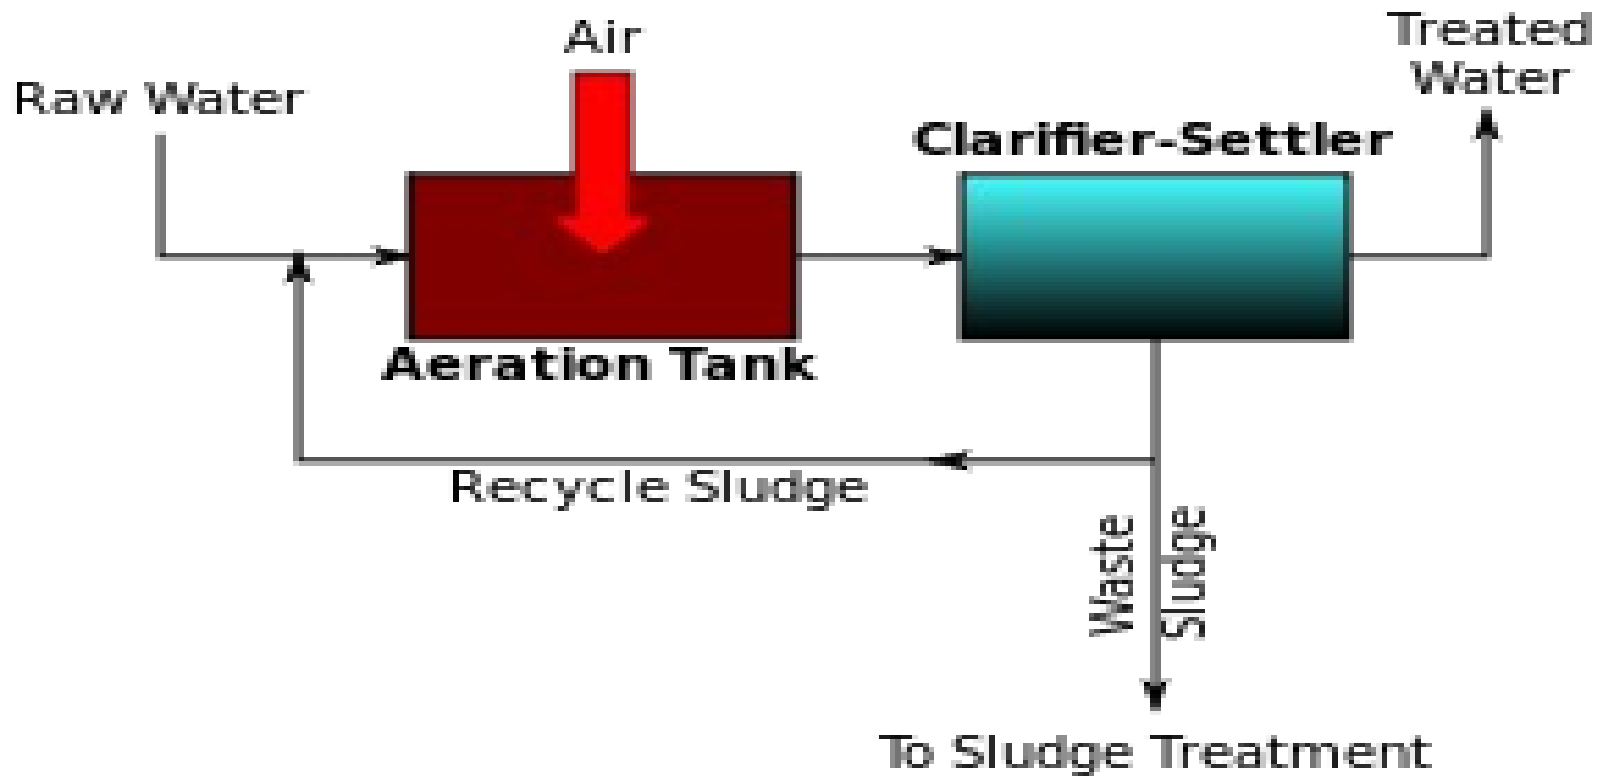 Air
Treated
Water
Raw Water
Clarifier-Settler
Aeration Tank
Recycle Sludge
Waste
Sludge
To Sludge Treatment